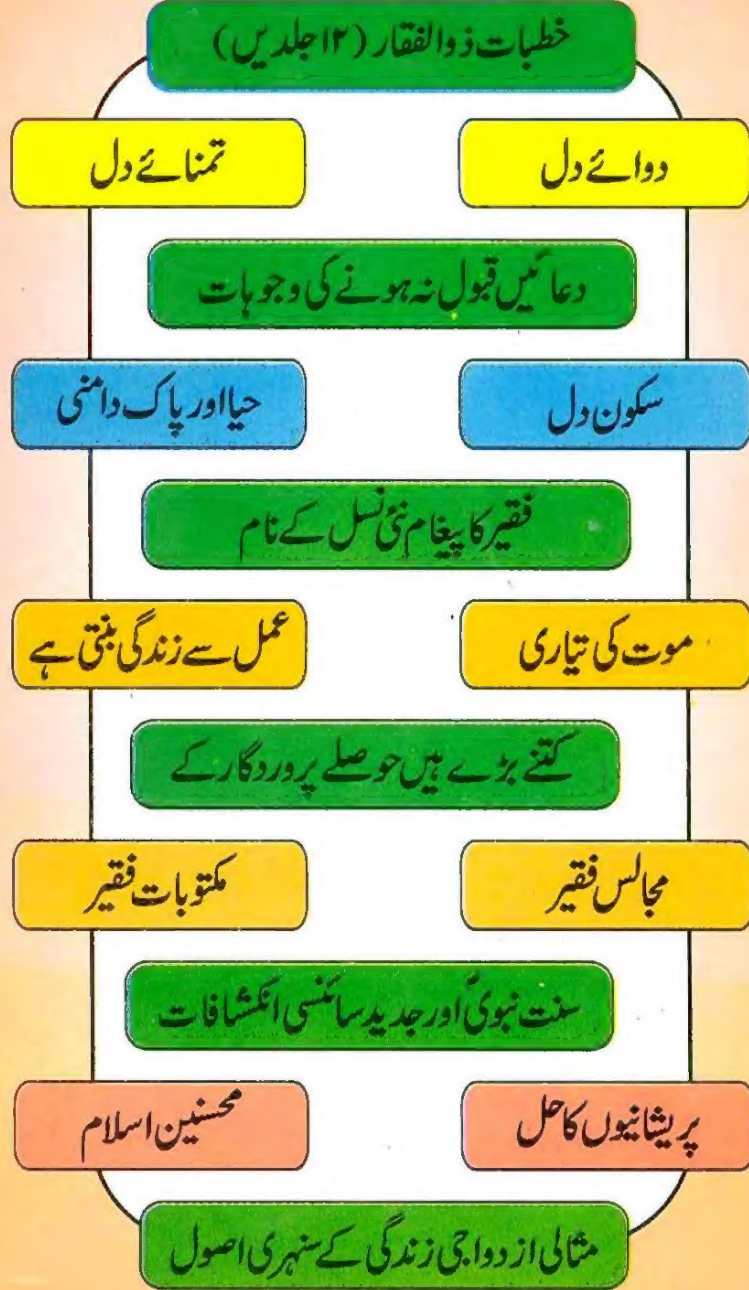 خطبات ذوالفقار (۱۲ جلدیں)
دوائے دل
تمنائے دل
دعائیں قبول نہ ہونے کی وجوہات
سکون دل
حیا اور پاک دامنی
فقیر کا پیغام نئی نسل کے نام
موت کی تیاری
عمل سے زندگی بنتی ہے
کتنے بڑے ہیں حوصلے پروردگار کے
مجالس فقیر
مکتوبات فقیر
سنت نبویؐ اور جدید سائنسی انکشافات
پریشانیوں کا حل
محسنین اسلام
مثالی ازدواجی زندگی کے سنہری اصول